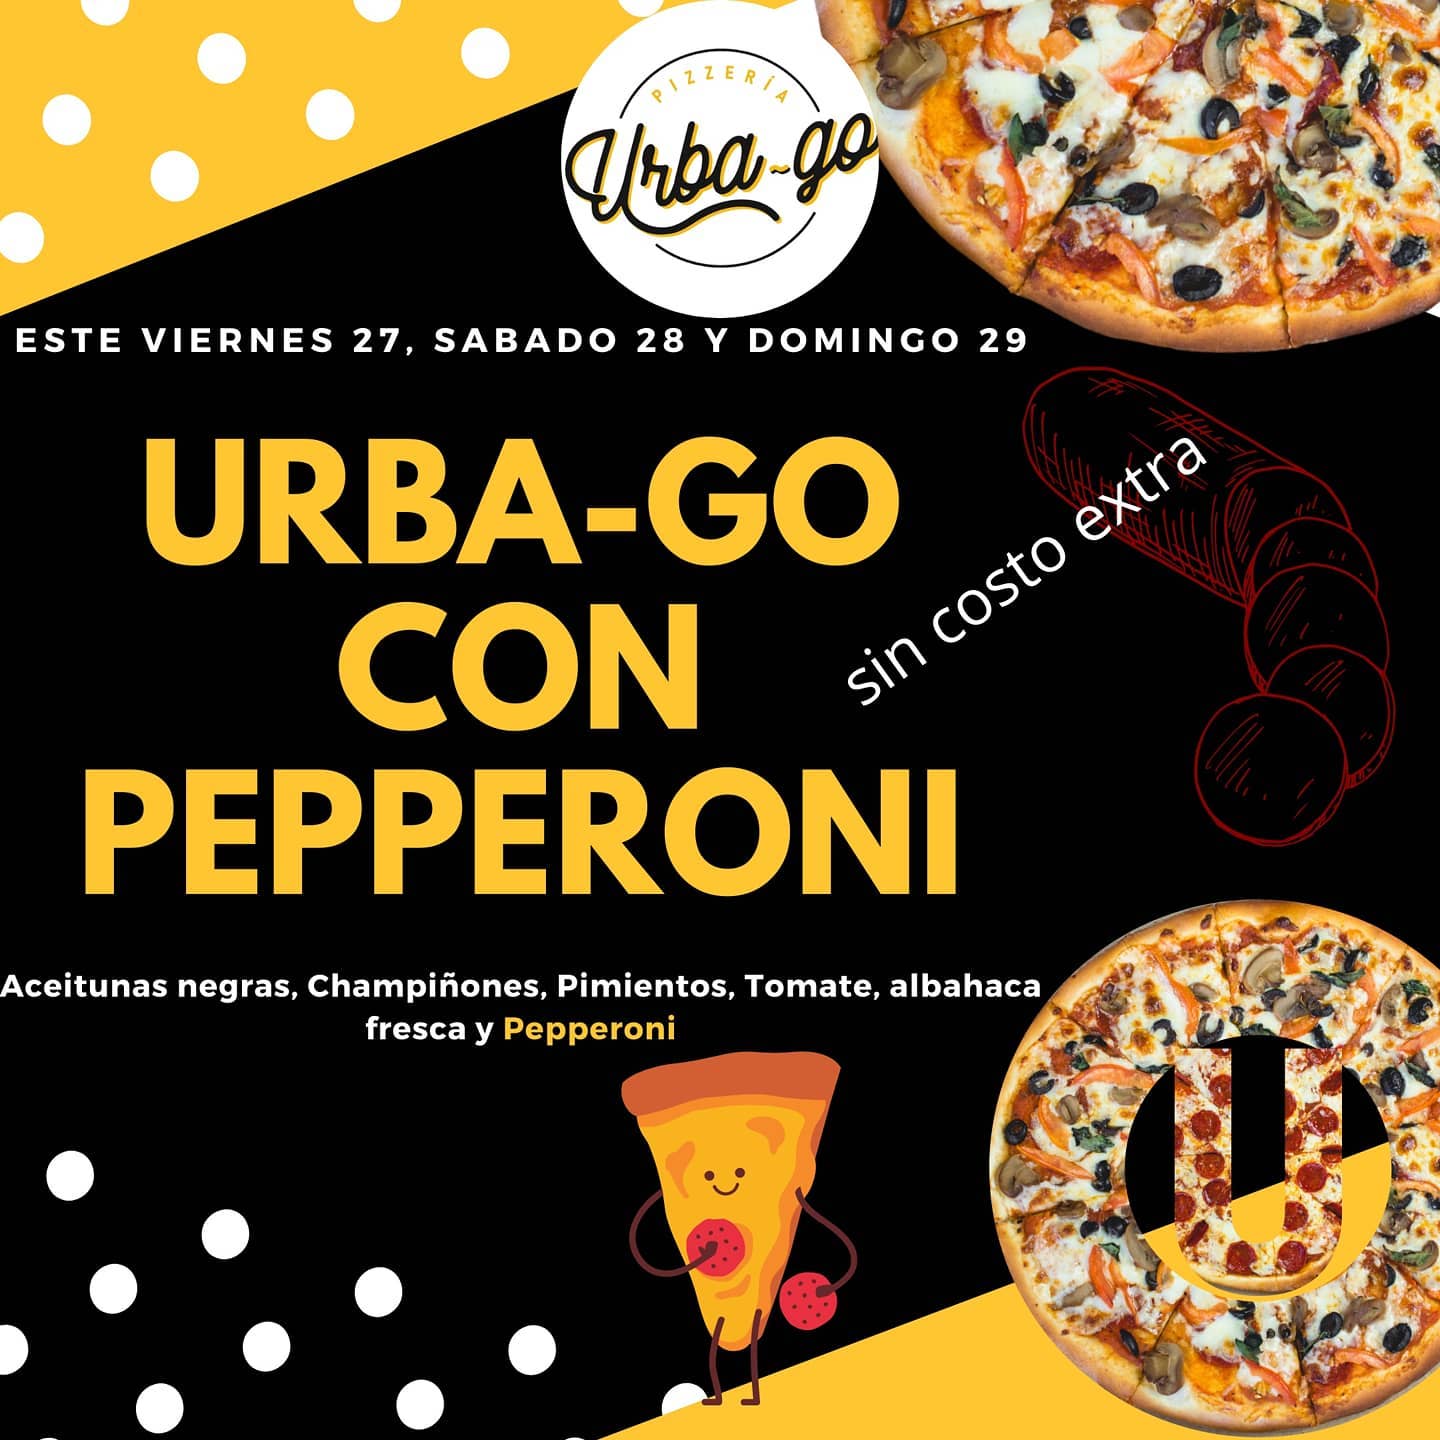 PIZZERÍA
Urba~go
ESTE VIERNES 27, SABADO 28 Y DOMINGO 29
URBA-GO
CON
PEPPERONI
sin costo extra
Aceitunas negras, Champiñones, Pimientos, Tomate, albahaca
fresca y Pepperoni
U